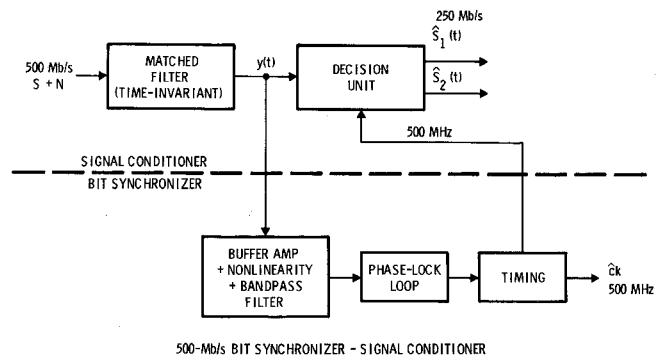 250 Mb/s
Ŝ1 (t)
500 Mb/s
S + N
MATCHED
FILTER
(TIME-INVARIANT)
y(t)
DECISION
UNIT
Ŝ2 (t)
500 MHz
SIGNAL CONDITIONER
BIT SYNCHRONIZER
BUFFER AMP
+ NONLINEARITY
+ BANDPASS
FILTER
PHASE-LOCK
LOOP
TIMING
ĉk
500 MHz
500-Mb/s BIT SYNCHRONIZER - SIGNAL CONDITIONER